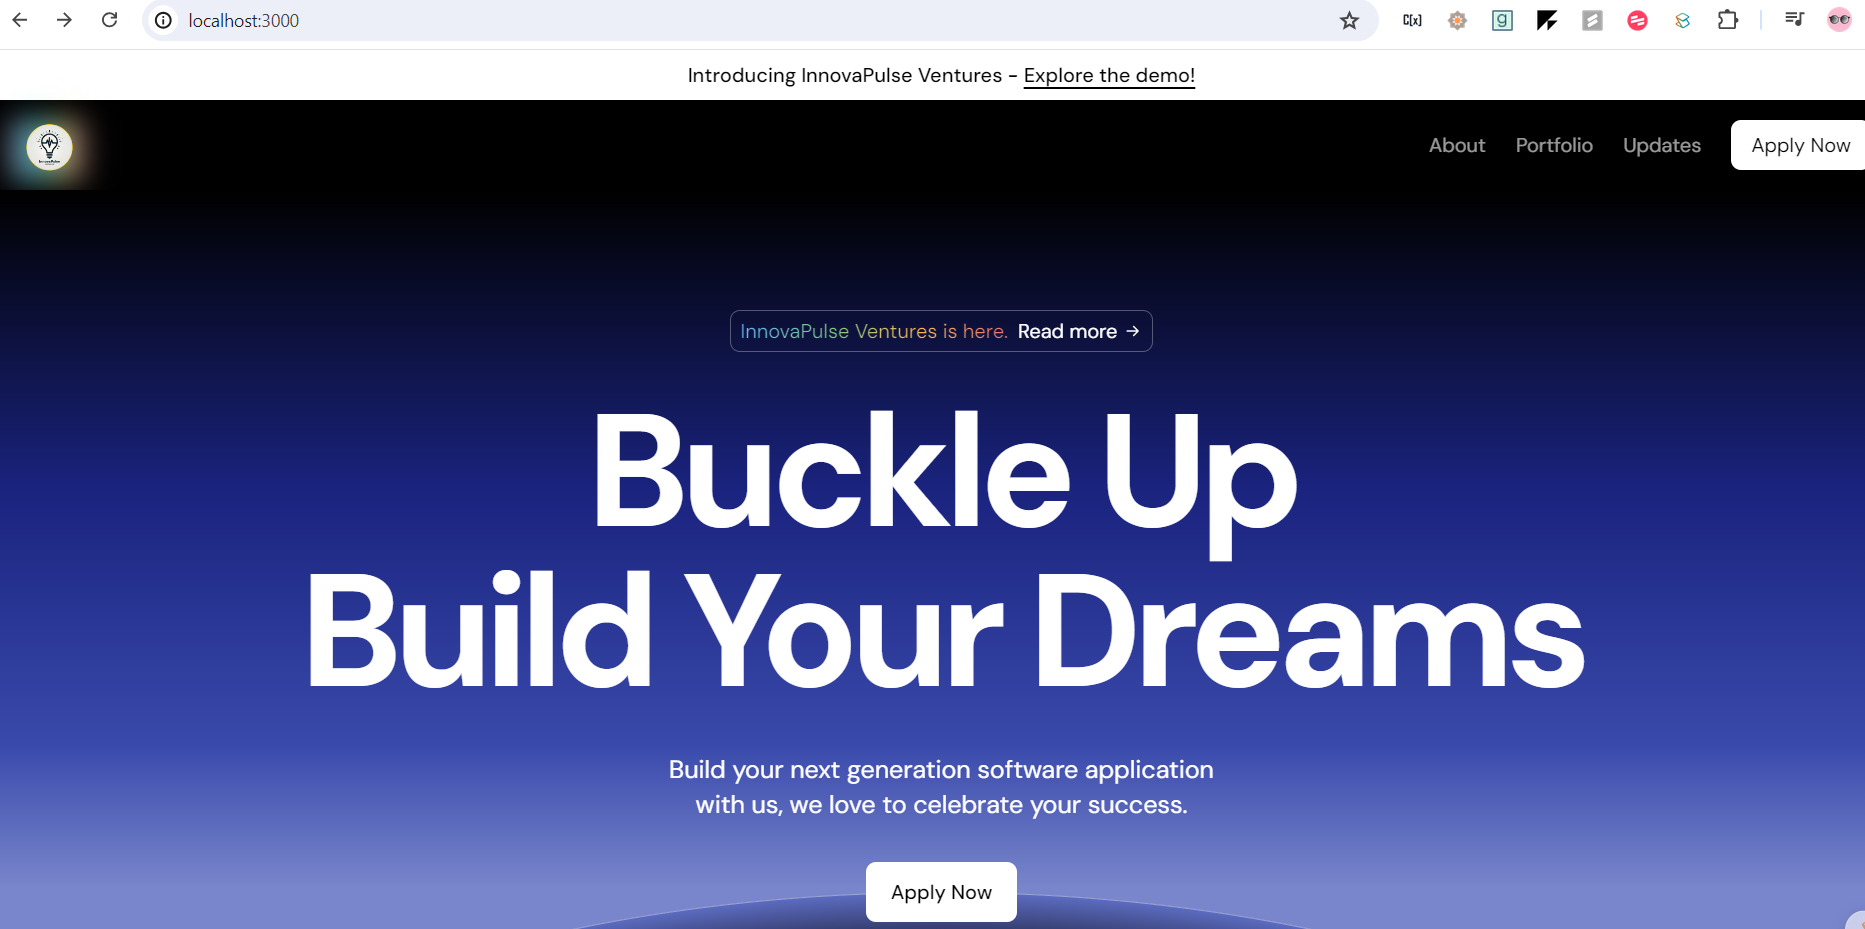 localhost:3000
Introducing InnovaPulse Ventures - Explore the demo!
About Portfolio Updates Apply Now
InnovaPulse Ventures is here. Read more →
Buckle Up
Build Your Dreams
Build your next generation software application
with us, we love to celebrate your success.
Apply Now